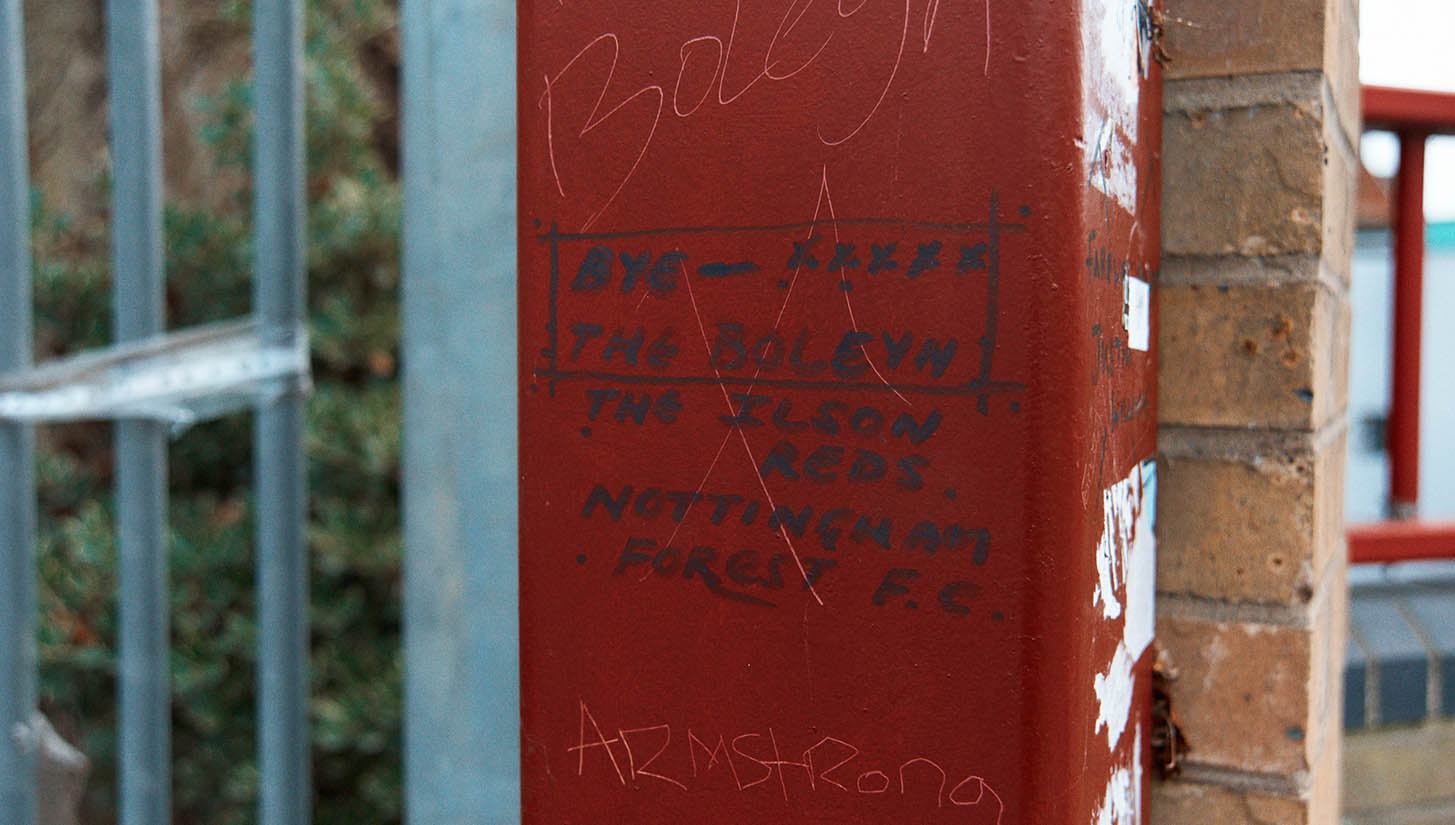 Boleyn
BYE — xxxxx
THE BOLEYN
THE ILSON
REDS.
NOTTINGHAM
FOREST F.C.
ARMSTRONG